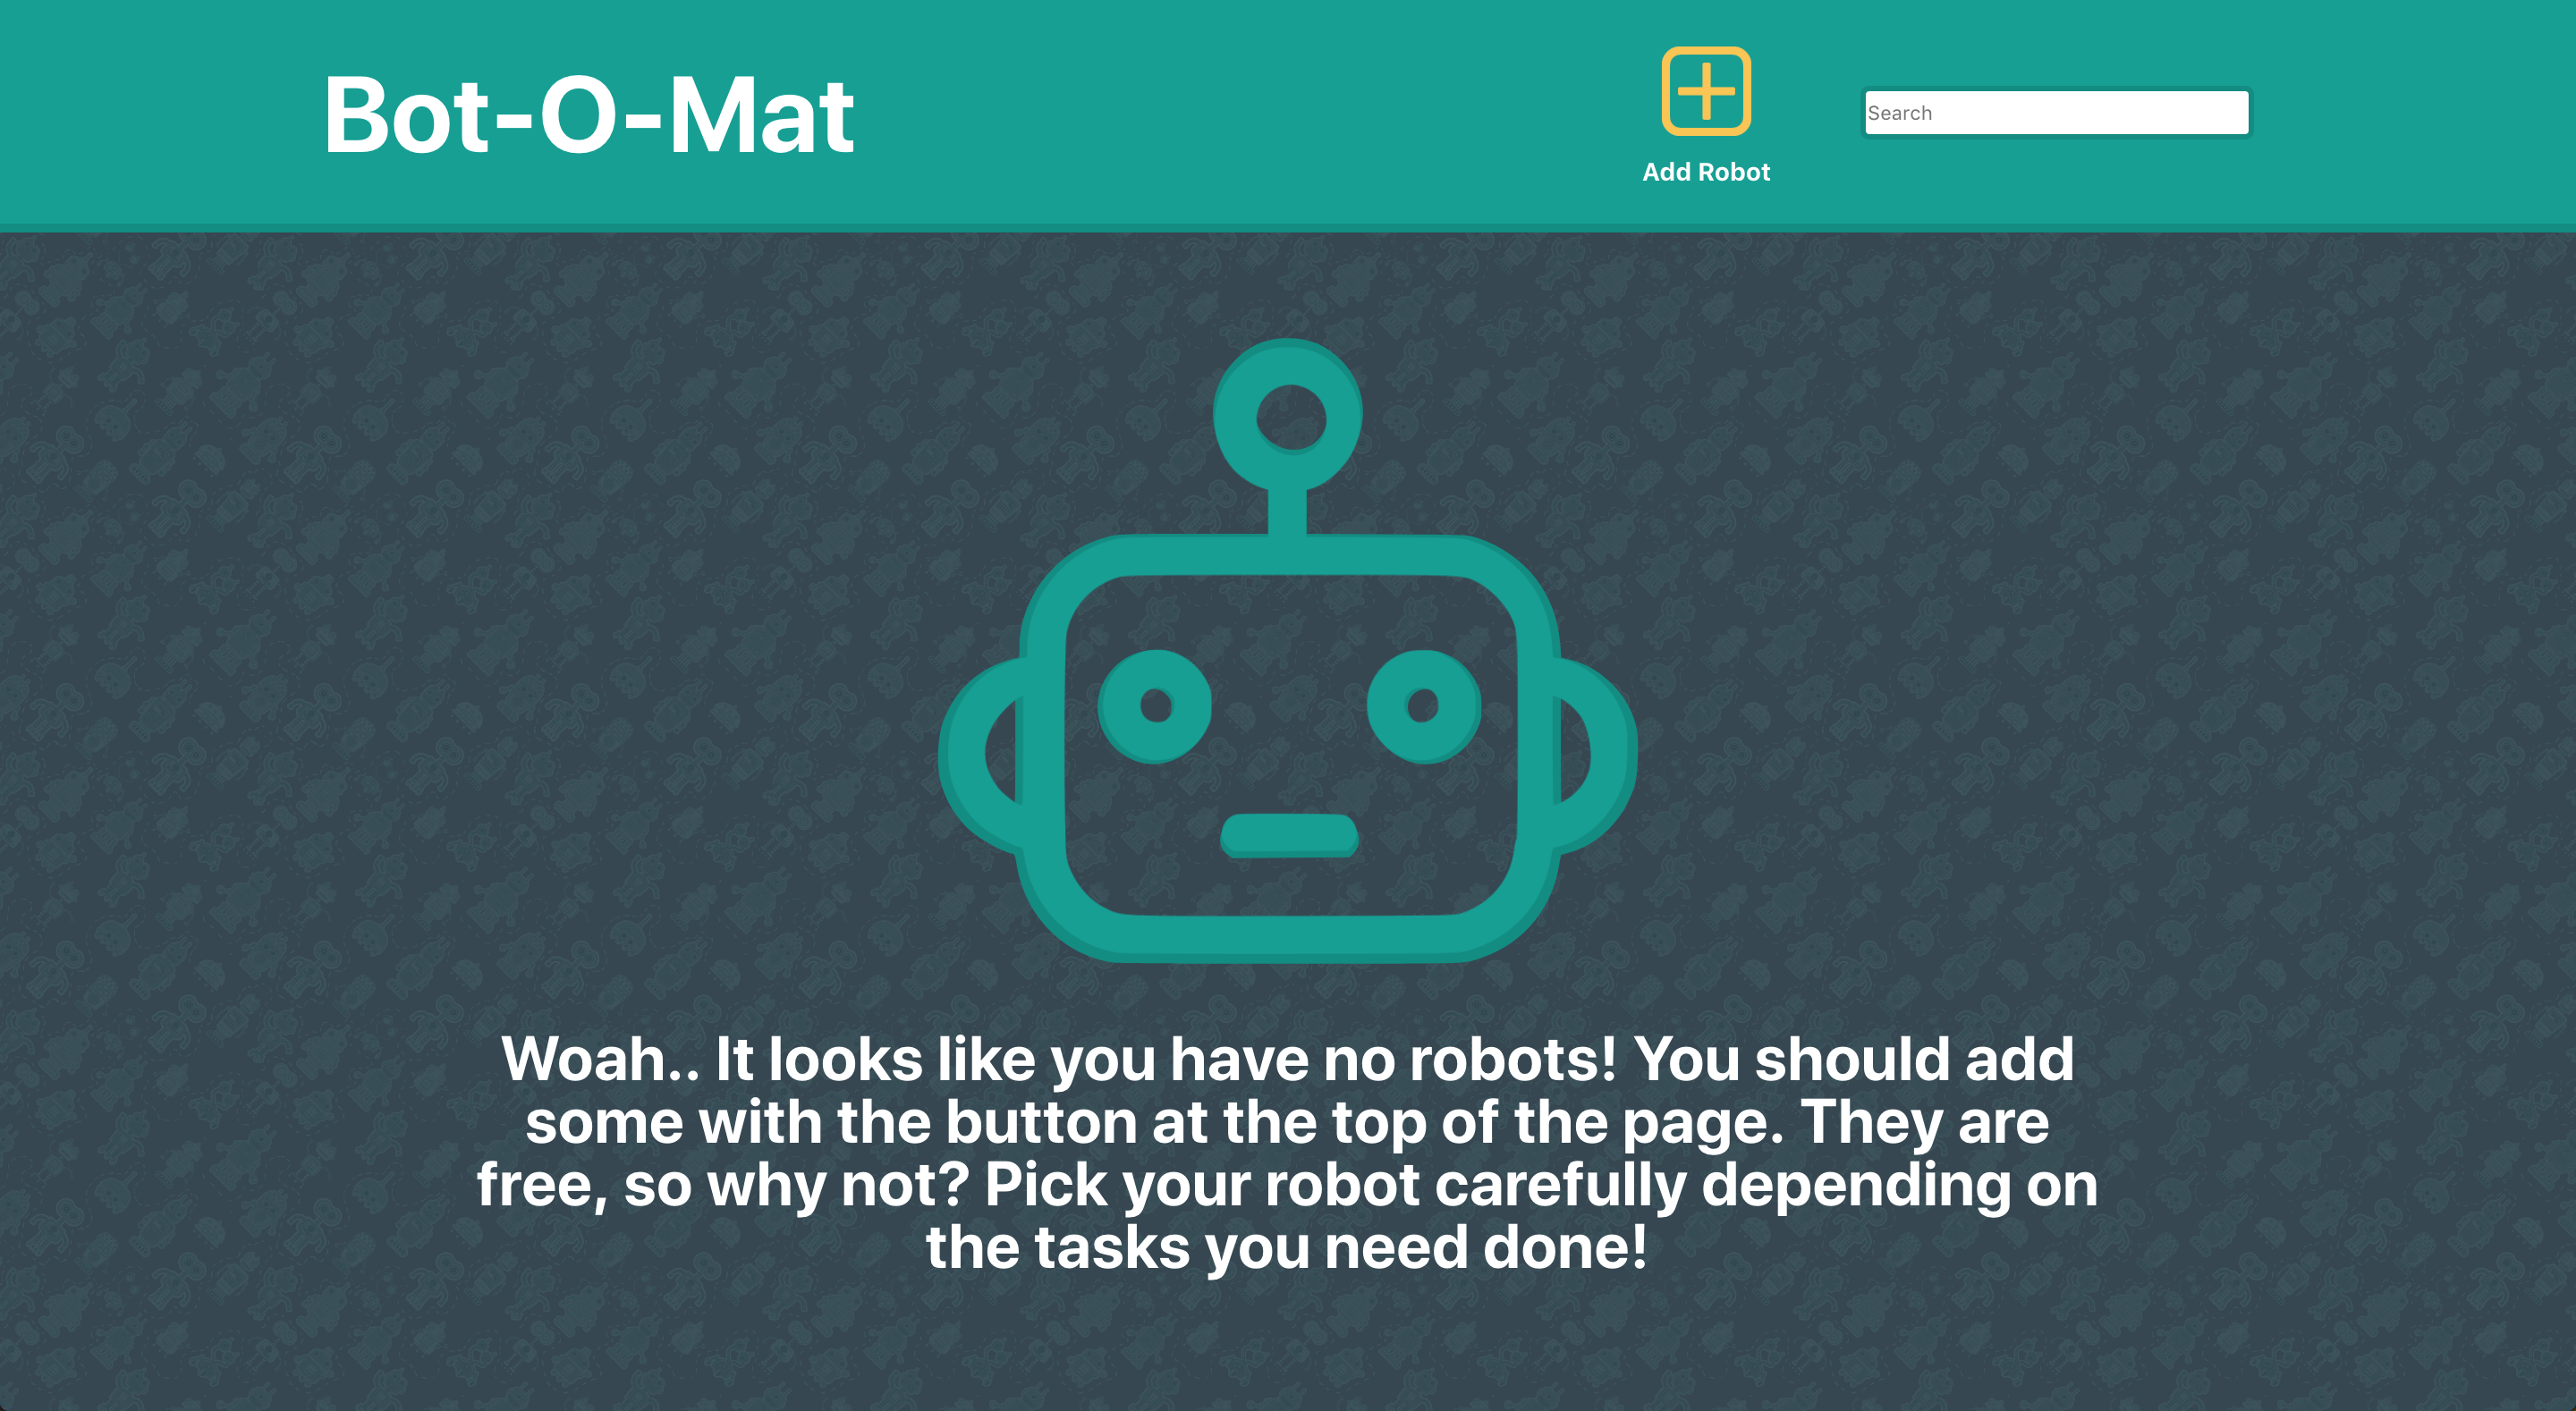 Bot-O-Mat
Add Robot
Search
Woah.. It looks like you have no robots! You should add
some with the button at the top of the page. They are
free, so why not? Pick your robot carefully depending on
the tasks you need done!